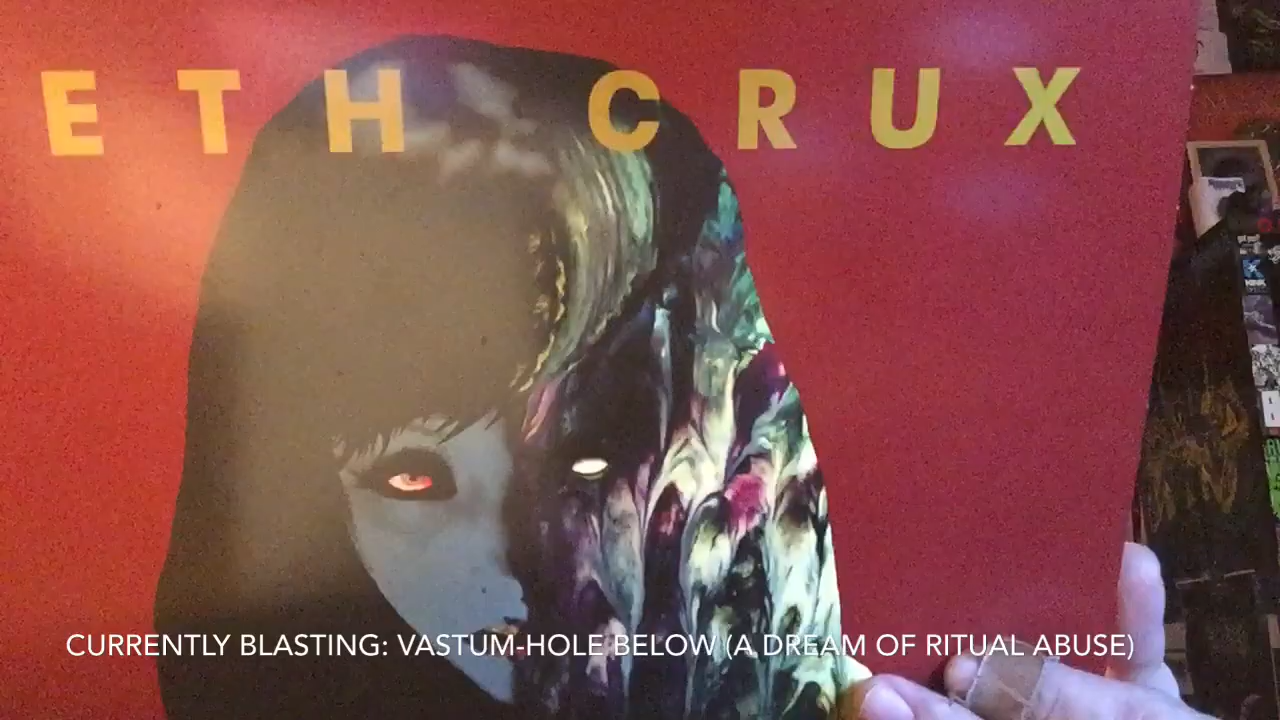 ETH CRUX
CURRENTLY BLASTING: VASTUM-HOLE BELOW (A DREAM OF RITUAL ABUSE)